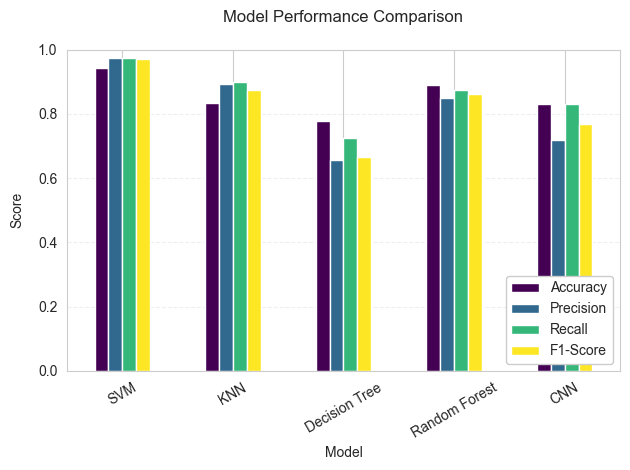 Model Performance Comparison
1.0
0.8
0.6
0.4
0.2
0.0
Score
Accuracy
Precision
Recall
F1-Score
SVM
KNN
Decision Tree
Random Forest
CNN
Model